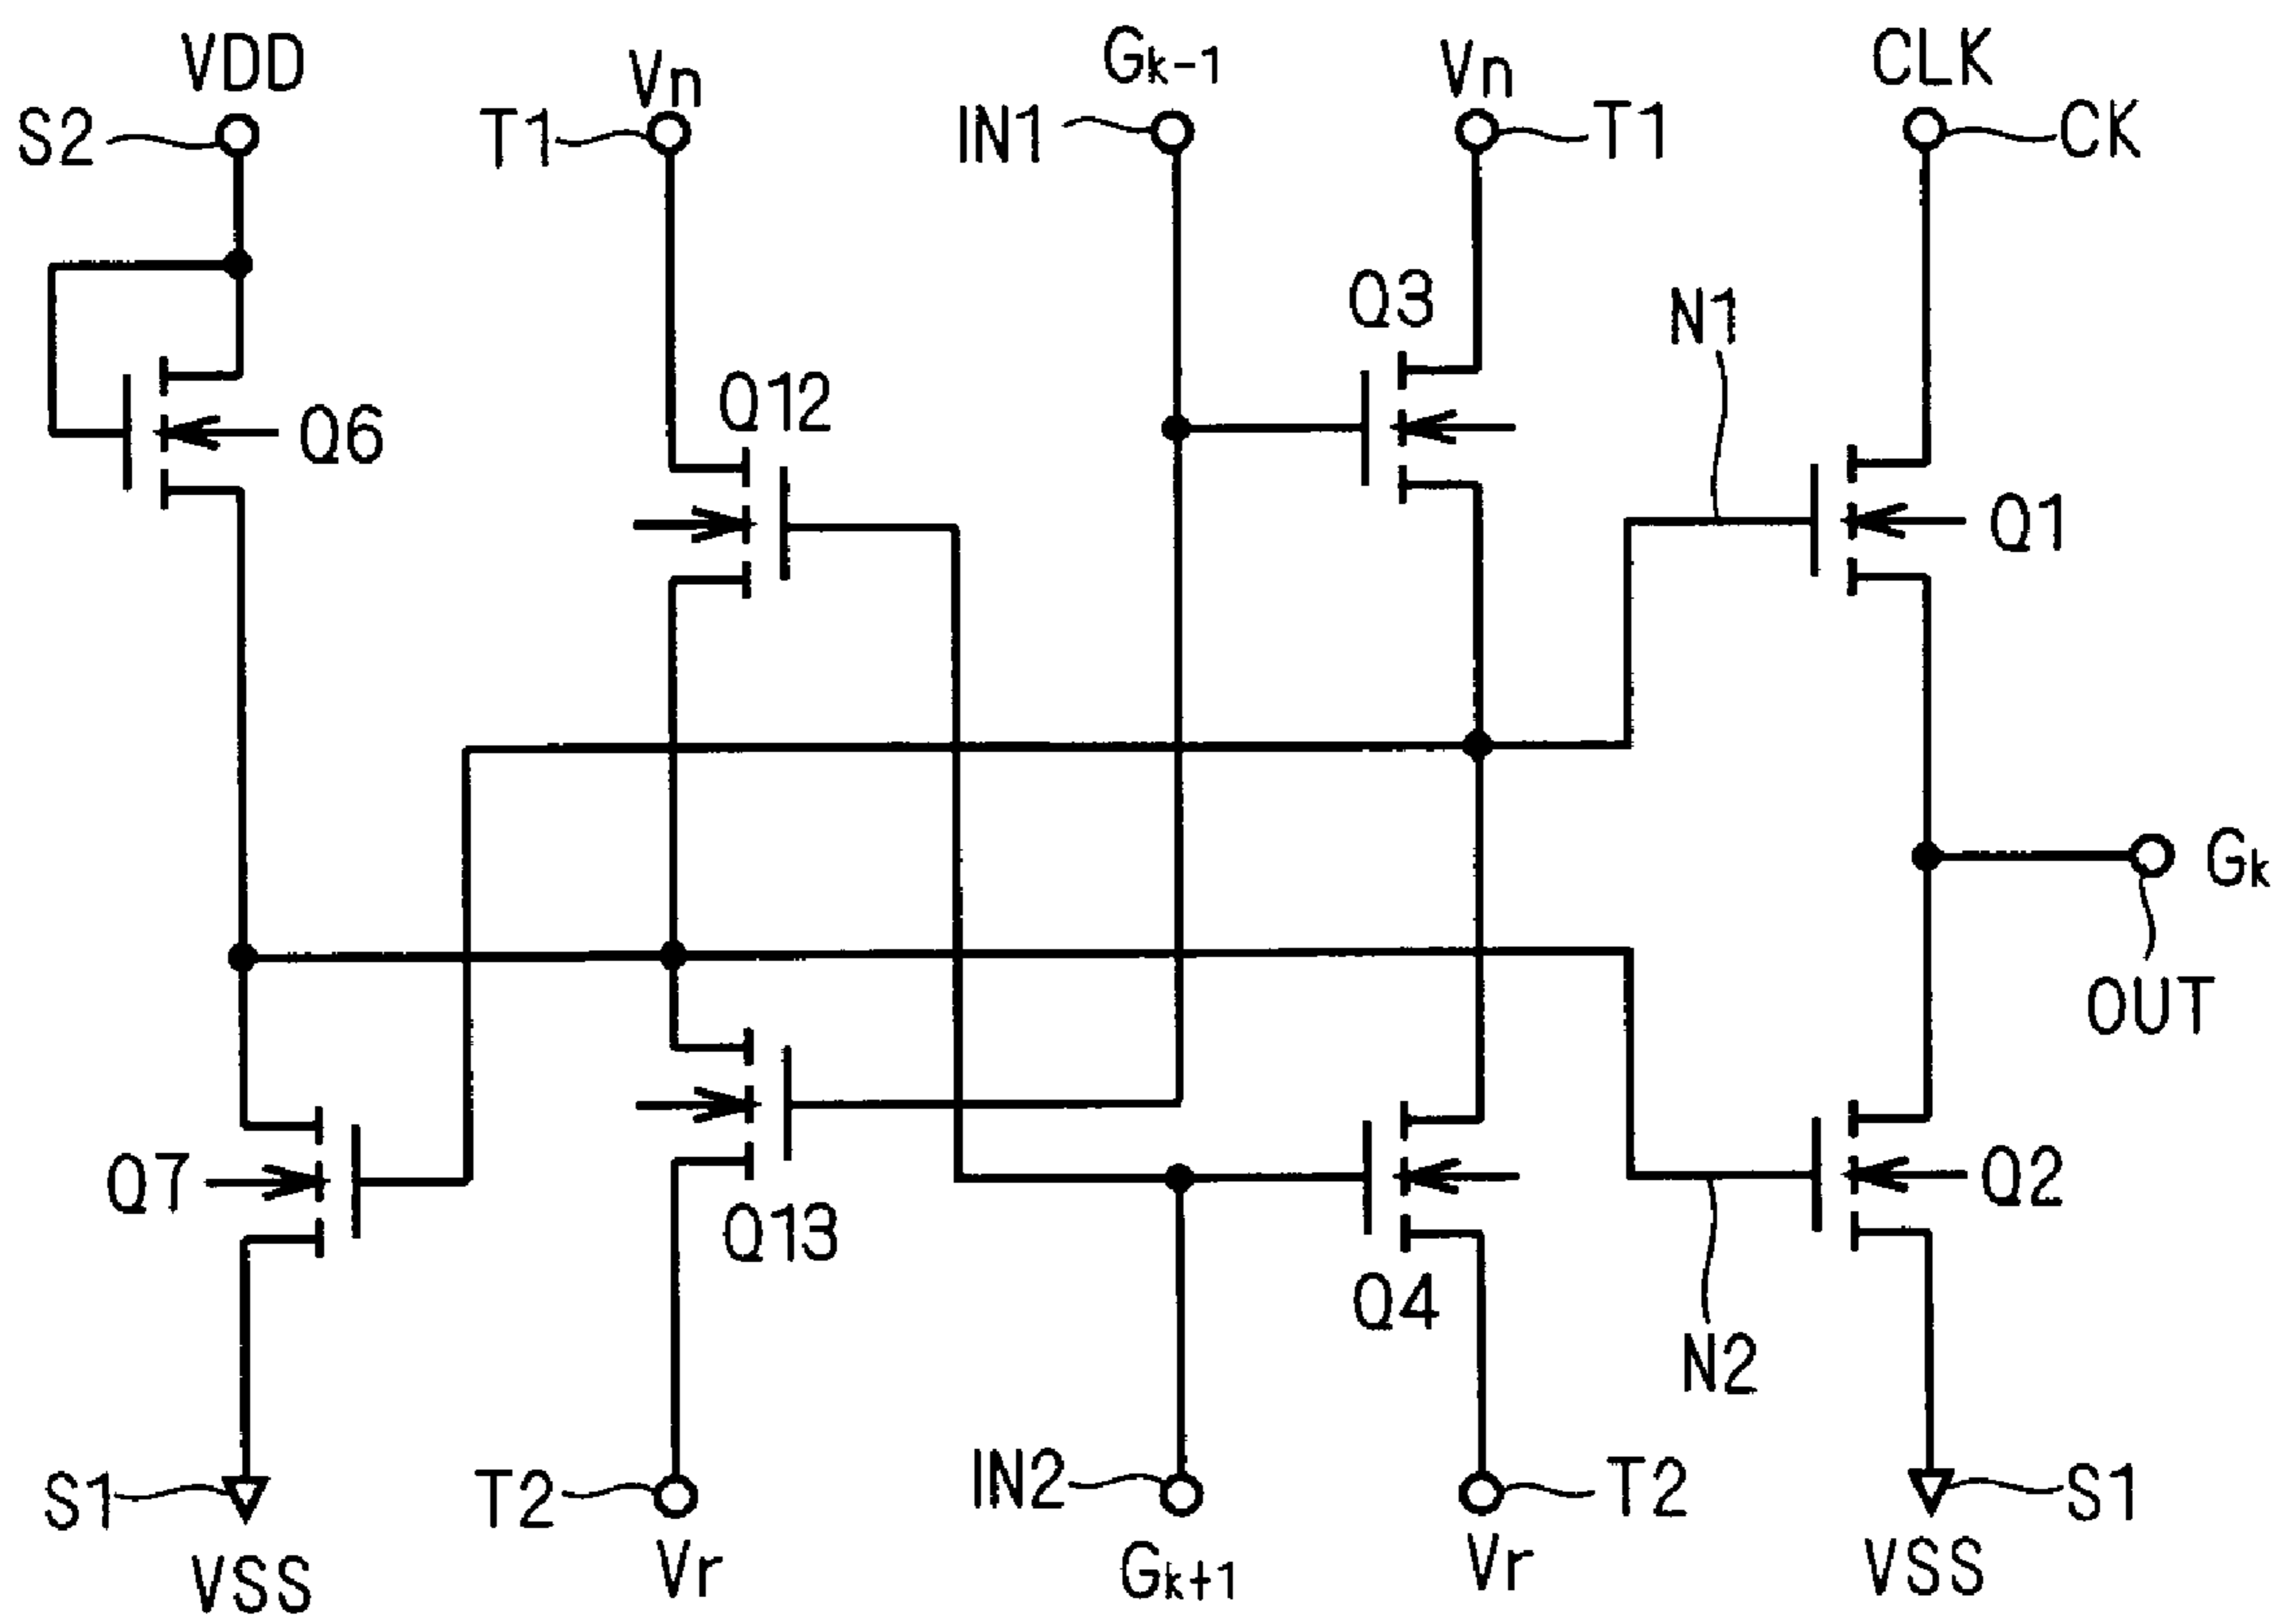 VDD
Vn
Gk-1
Vn
CLK
S2
T1
IN1
T1
CK
Q3
N1
Q12
Q6
Q1
Gk
OUT
Q7
Q13
Q2
Q4
N2
S1
T2
IN2
T2
S1
VSS
Vr
Gk+1
Vr
VSS